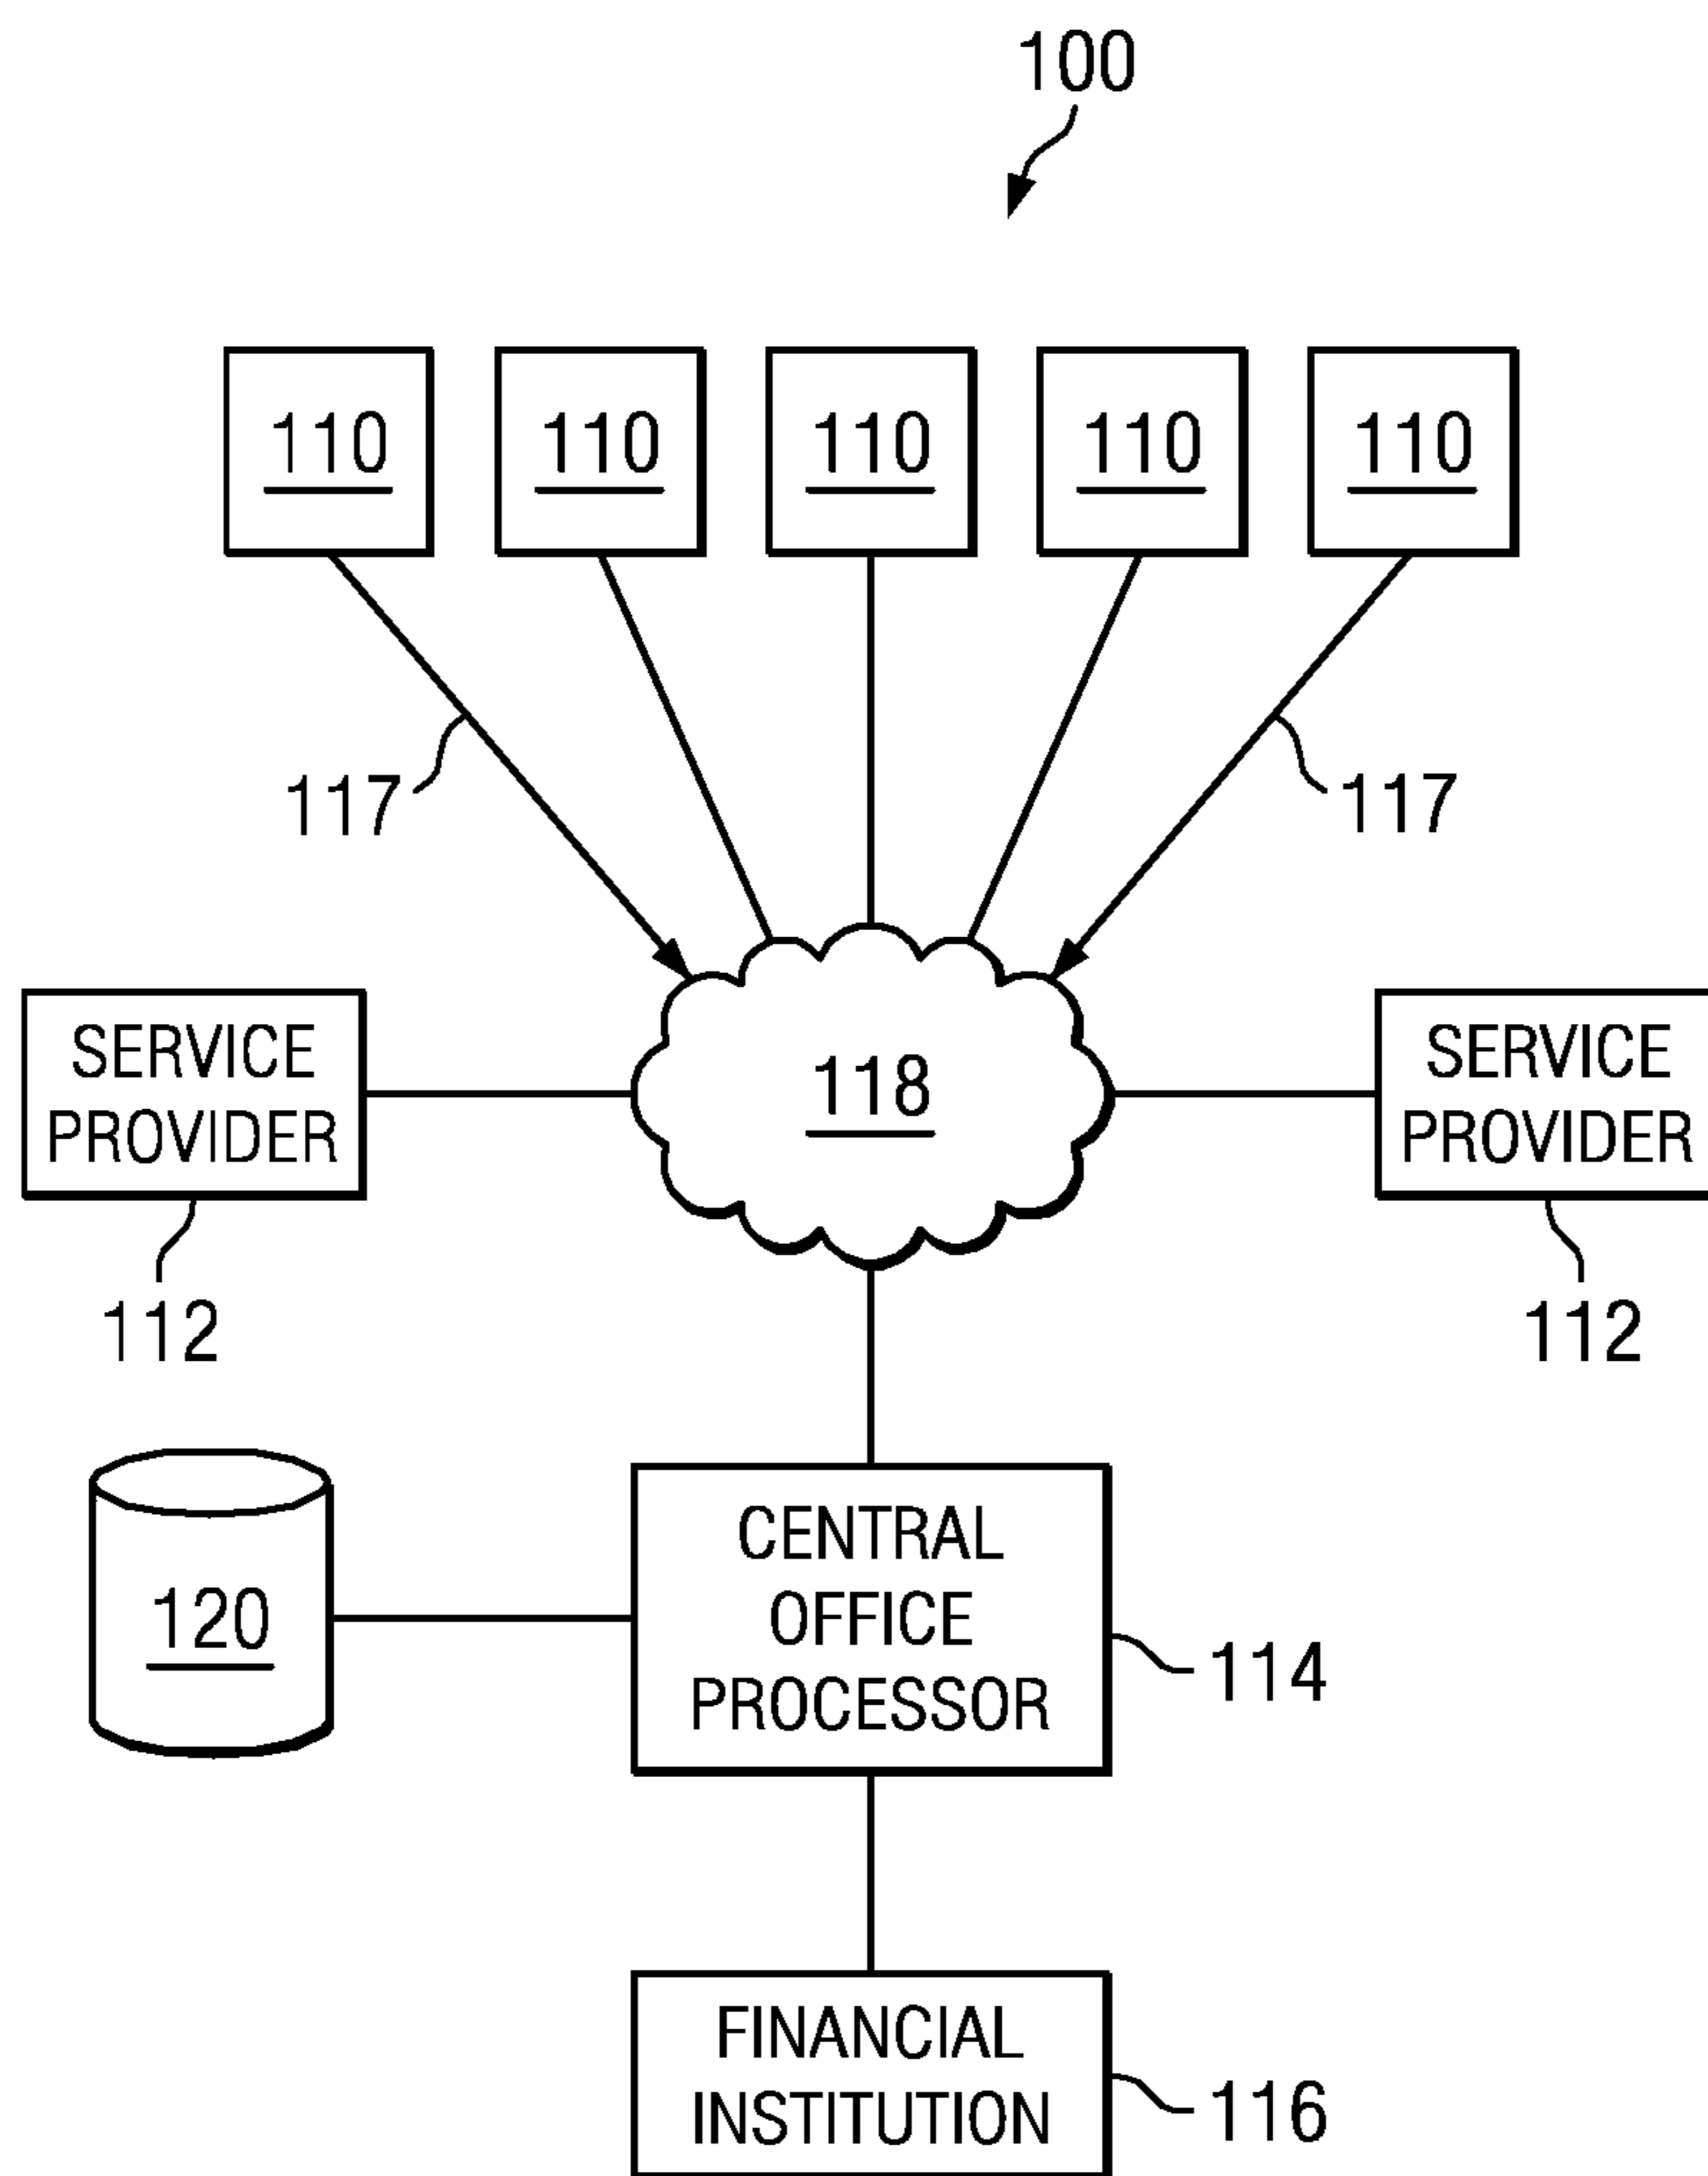 100
110 110 110 110 110
117 117
118
SERVICE
PROVIDER
SERVICE
PROVIDER
112 112
CENTRAL
OFFICE
PROCESSOR
120
114
FINANCIAL
INSTITUTION
116